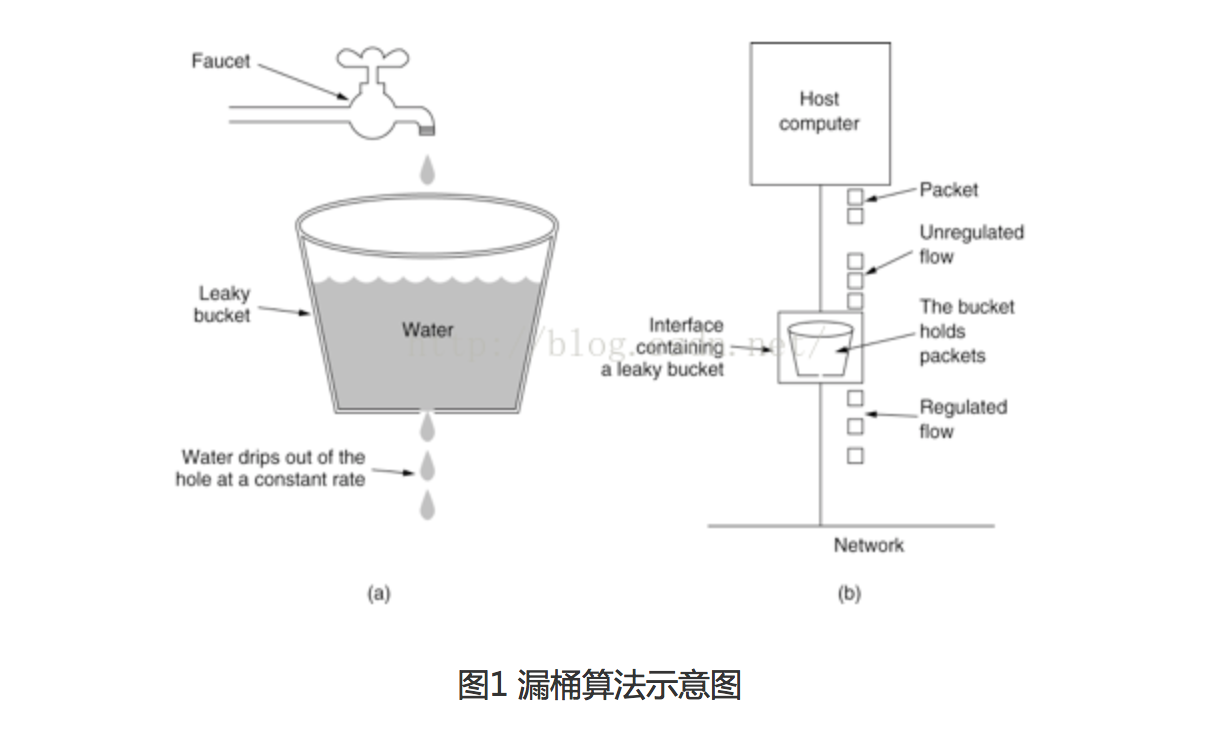 Faucet
Leaky
bucket
Water
Water drips out of the
hole at a constant rate
(a)
Host
computer
Packet
Unregulated
flow
The bucket
holds
packets
Interface
containing
a leaky bucket
Regulated
flow
Network
(b)
http://blog.csdn.net/
图1 漏桶算法示意图